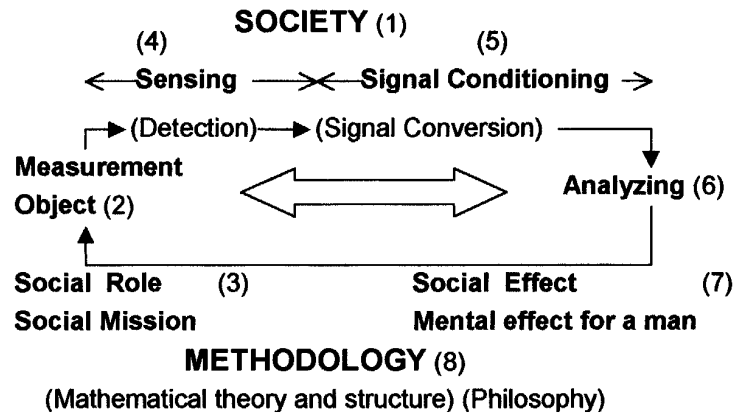 SOCIETY (1)
(4) (5)
Sensing Signal Conditioning
(Detection) (Signal Conversion)
Measurement
Object (2)
Analyzing (6)
Social Role (3) Social Effect (7)
Social Mission Mental effect for a man
METHODOLOGY (8)
(Mathematical theory and structure) (Philosophy)